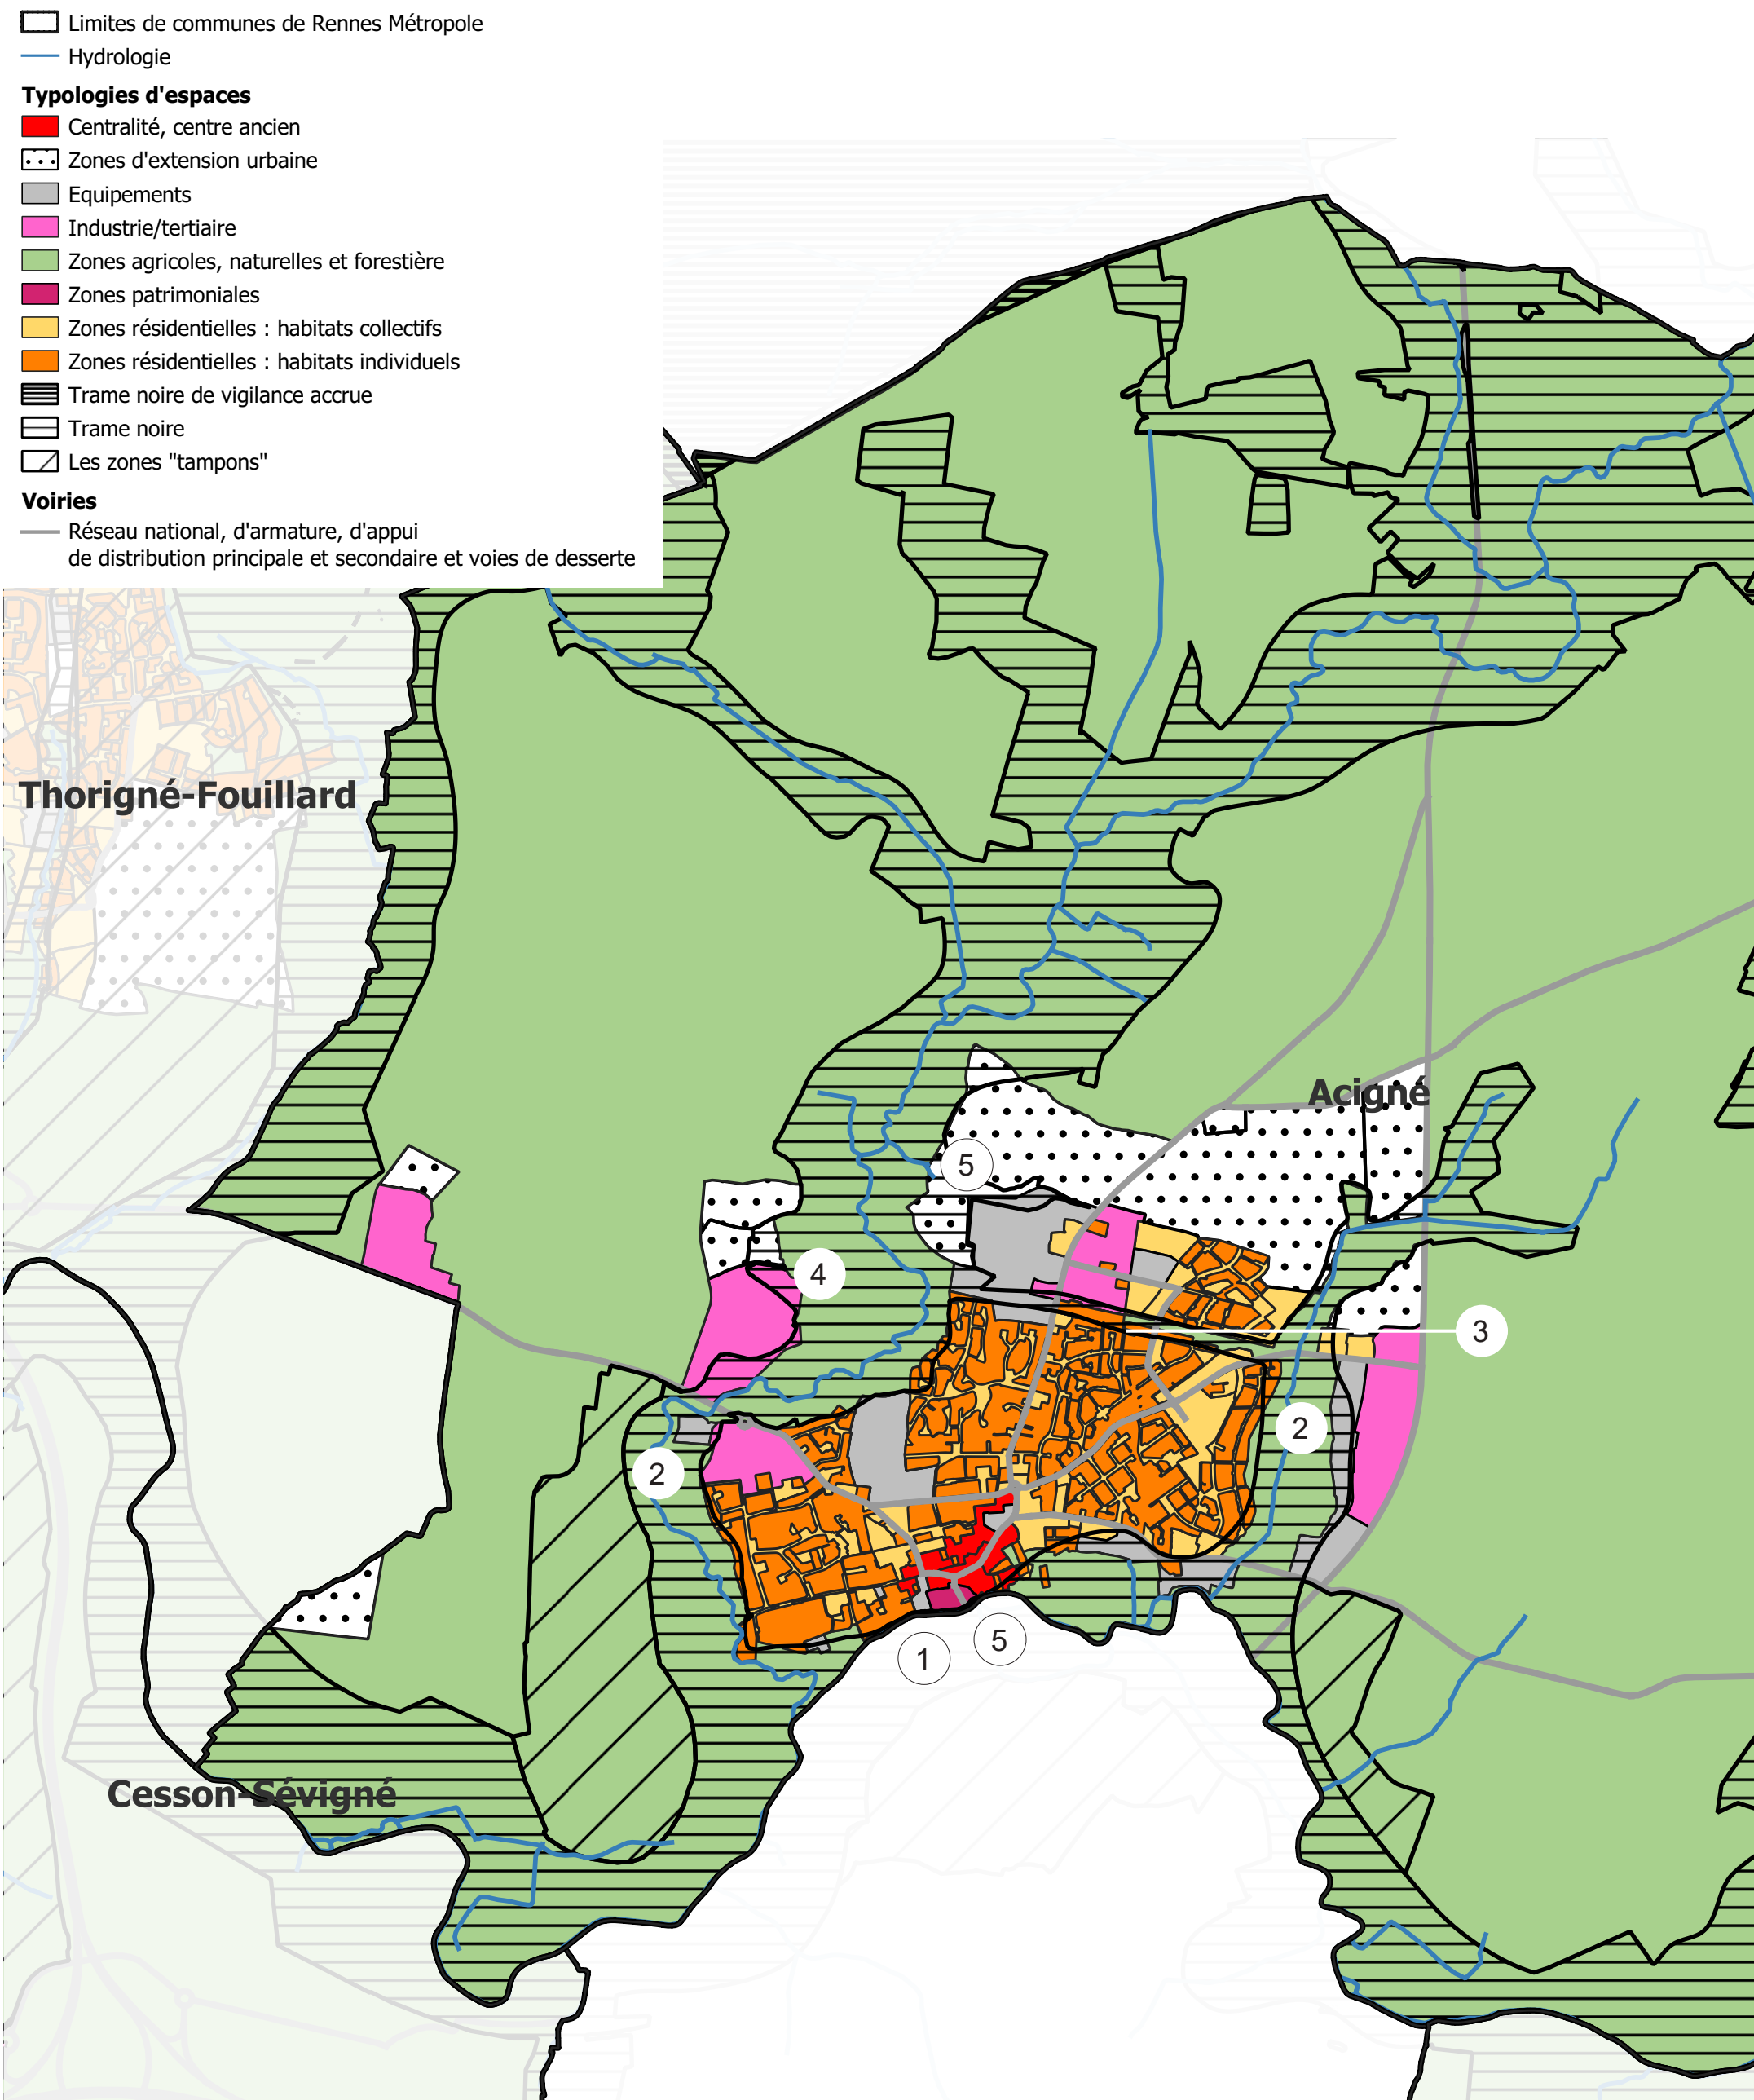 Limites de communes de Rennes Métropole
Hydrologie
Typologies d'espaces
Centralité, centre ancien
Zones d'extension urbaine
Equipements
Industrie/tertiaire
Zones agricoles, naturelles et forestière
Zones patrimoniales
Zones résidentielles : habitats collectifs
Zones résidentielles : habitats individuels
Trame noire de vigilance accrue
Trame noire
Les zones "tampons"
Voiries
Réseau national, d'armature, d'appui
de distribution principale et secondaire et voies de desserte
Thorigné-Fouillard
Acigné
5
4
3
2
2
5
1
Cesson-Sévigné